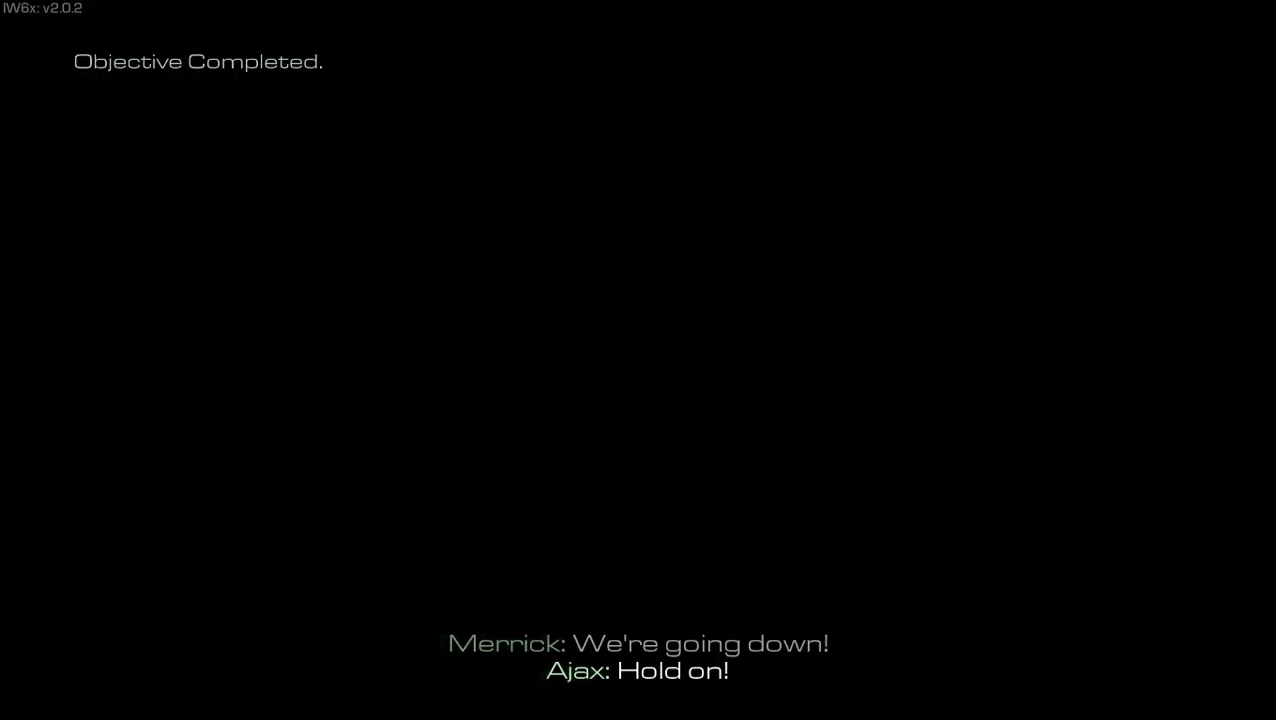 IW6x: v2.0.2
Objective Completed.
Merrick: We're going down!
Ajax: Hold on!